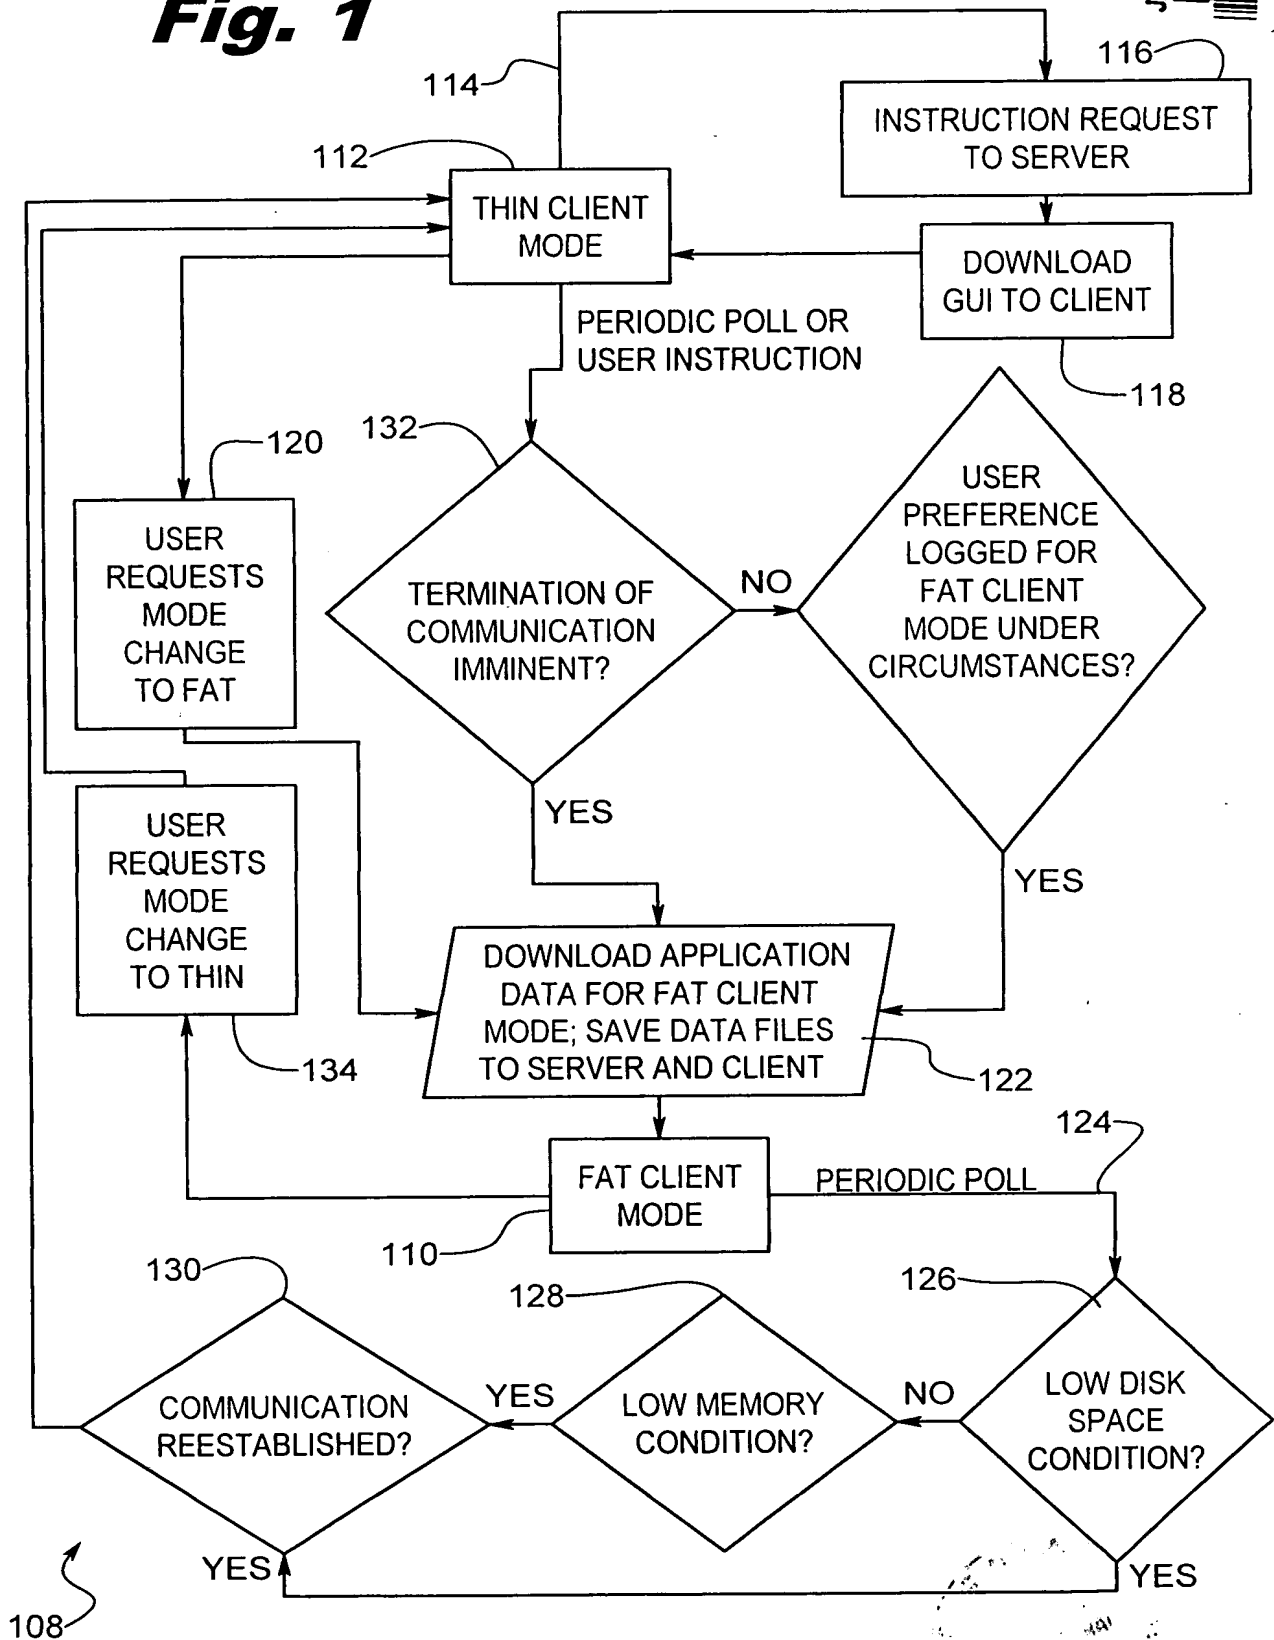 Fig. 1
114
116
INSTRUCTION REQUEST
TO SERVER
112
THIN CLIENT
MODE
DOWNLOAD
GUI TO CLIENT
118
PERIODIC POLL OR
USER INSTRUCTION
132
120
USER
REQUESTS
MODE
CHANGE
TO FAT
TERMINATION OF
COMMUNICATION
IMMINENT?
NO
USER
PREFERENCE
LOGGED FOR
FAT CLIENT
MODE UNDER
CIRCUMSTANCES?
YES
YES
USER
REQUESTS
MODE
CHANGE
TO THIN
134
DOWNLOAD APPLICATION
DATA FOR FAT CLIENT
MODE; SAVE DATA FILES
TO SERVER AND CLIENT
122
FAT CLIENT
MODE
110
PERIODIC POLL
124
130
128
126
COMMUNICATION
REESTABLISHED?
YES
LOW MEMORY
CONDITION?
NO
LOW DISK
SPACE
CONDITION?
YES
YES
108